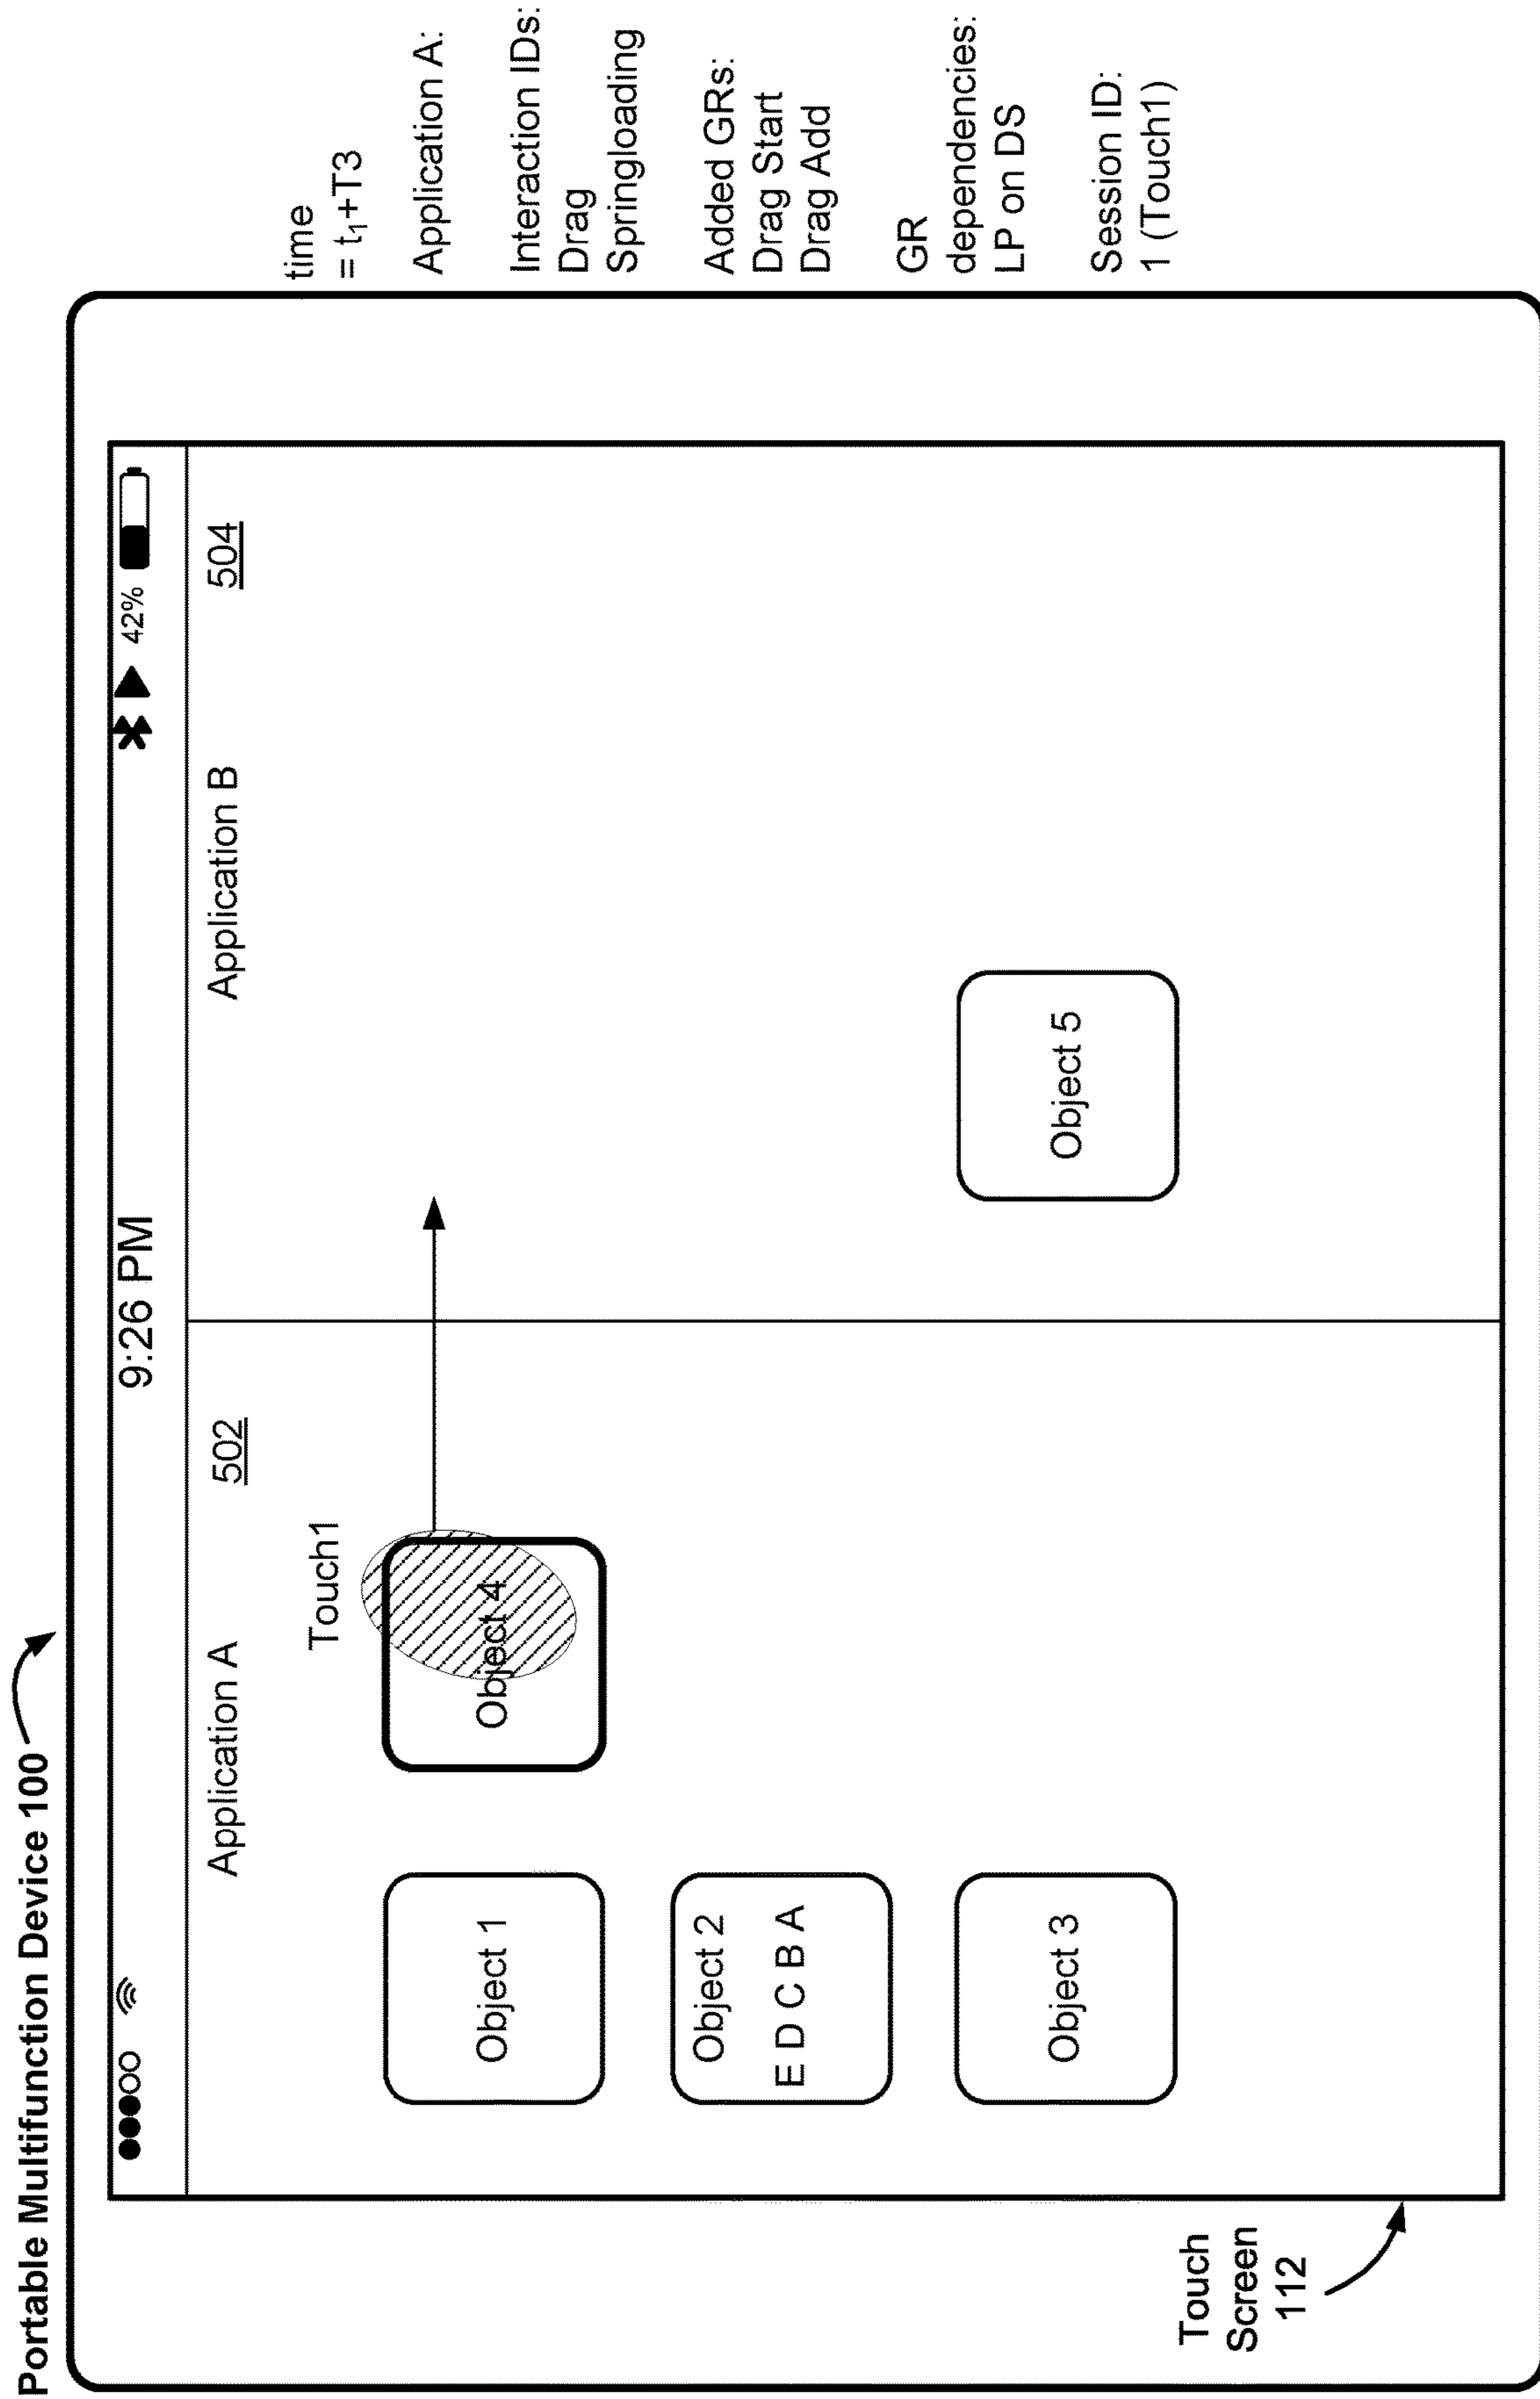 Portable Multifunction Device 100
9:26 PM
42%
Application A
502
Application B
504
Touch1
Object 1
Object 4
Object 2
E D C B A
Object 3
Object 5
Touch
Screen
112
time
= t₁+T3
Application A:
Interaction IDs:
Drag
Springloading
Added GRs:
Drag Start
Drag Add
GR
dependencies:
LP on DS
Session ID:
1 (Touch1)